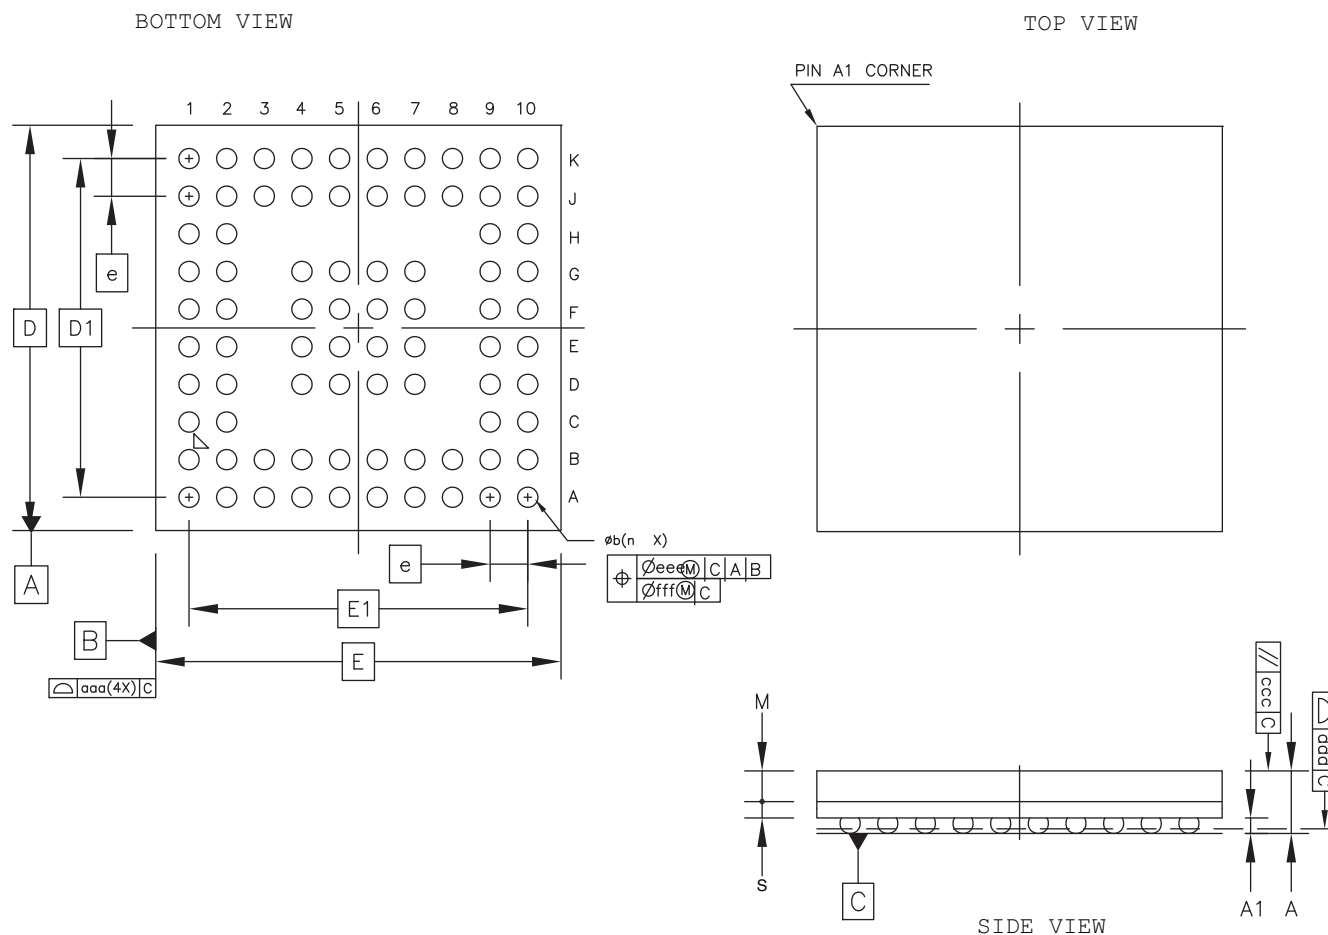 BOTTOM VIEW
TOP VIEW
PIN A1 CORNER
1 2 3 4 5 6 7 8 9 10
K
J
H
G
F
E
D
C
B
A
e
D
D1
A
øb(n X)
e
Øeee Ⓜ C A B
Øfff Ⓜ C
E1
B
E
aaa(4X) C
M
ccc C
ddd C
S
C
A1
A
SIDE VIEW